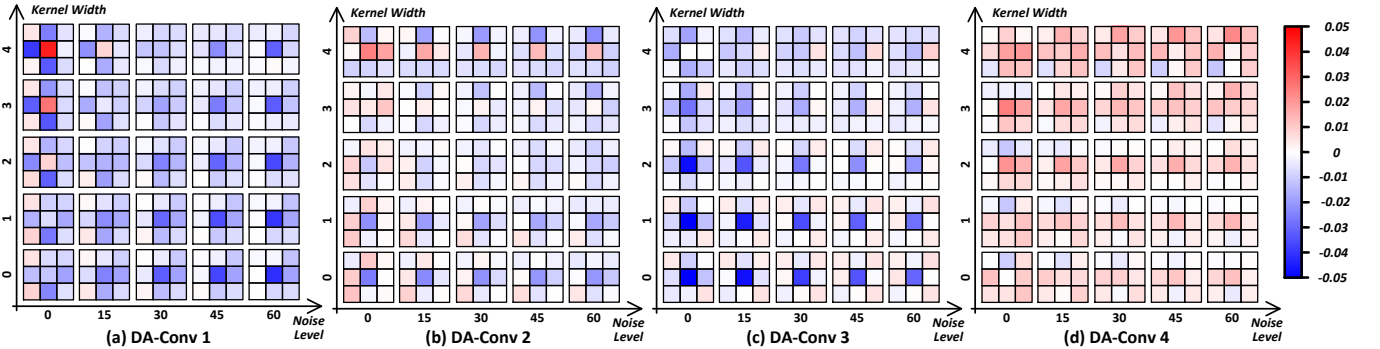 Kernel Width
4
3
2
1
0
0 15 30 45 60
Noise Level
(a) DA-Conv 1
Kernel Width
4
3
2
1
0
0 15 30 45 60
Noise Level
(b) DA-Conv 2
Kernel Width
4
3
2
1
0
0 15 30 45 60
Noise Level
(c) DA-Conv 3
Kernel Width
4
3
2
1
0
0 15 30 45 60
Noise Level
(d) DA-Conv 4
0.05
0.04
0.03
0.02
0.01
0
-0.01
-0.02
-0.03
-0.04
-0.05